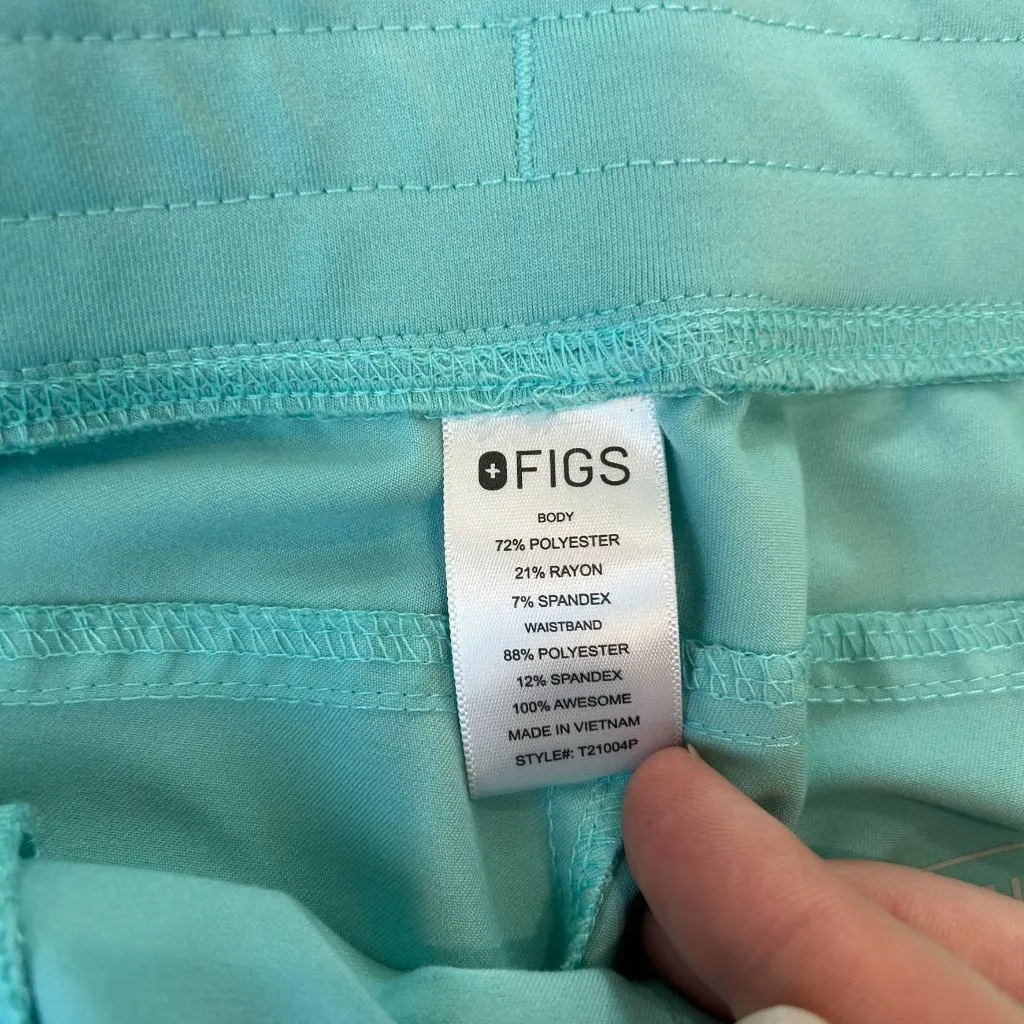 FIGS
BODY
72% POLYESTER
21% RAYON
7% SPANDEX
WAISTBAND
88% POLYESTER
12% SPANDEX
100% AWESOME
MADE IN VIETNAM
STYLE#: T21004P